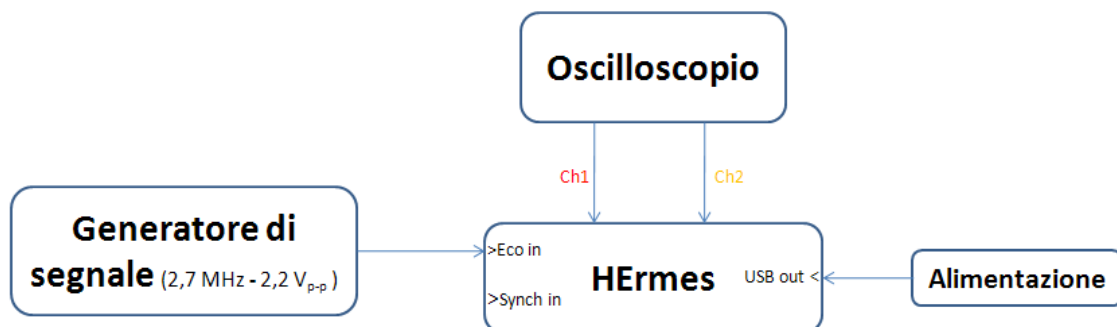 Oscilloscopio
Ch1
Ch2
Generatore di
segnale (2,7 MHz - 2,2 Vp-p )
>Eco in
>Synch in
HErmes
USB out <
Alimentazione